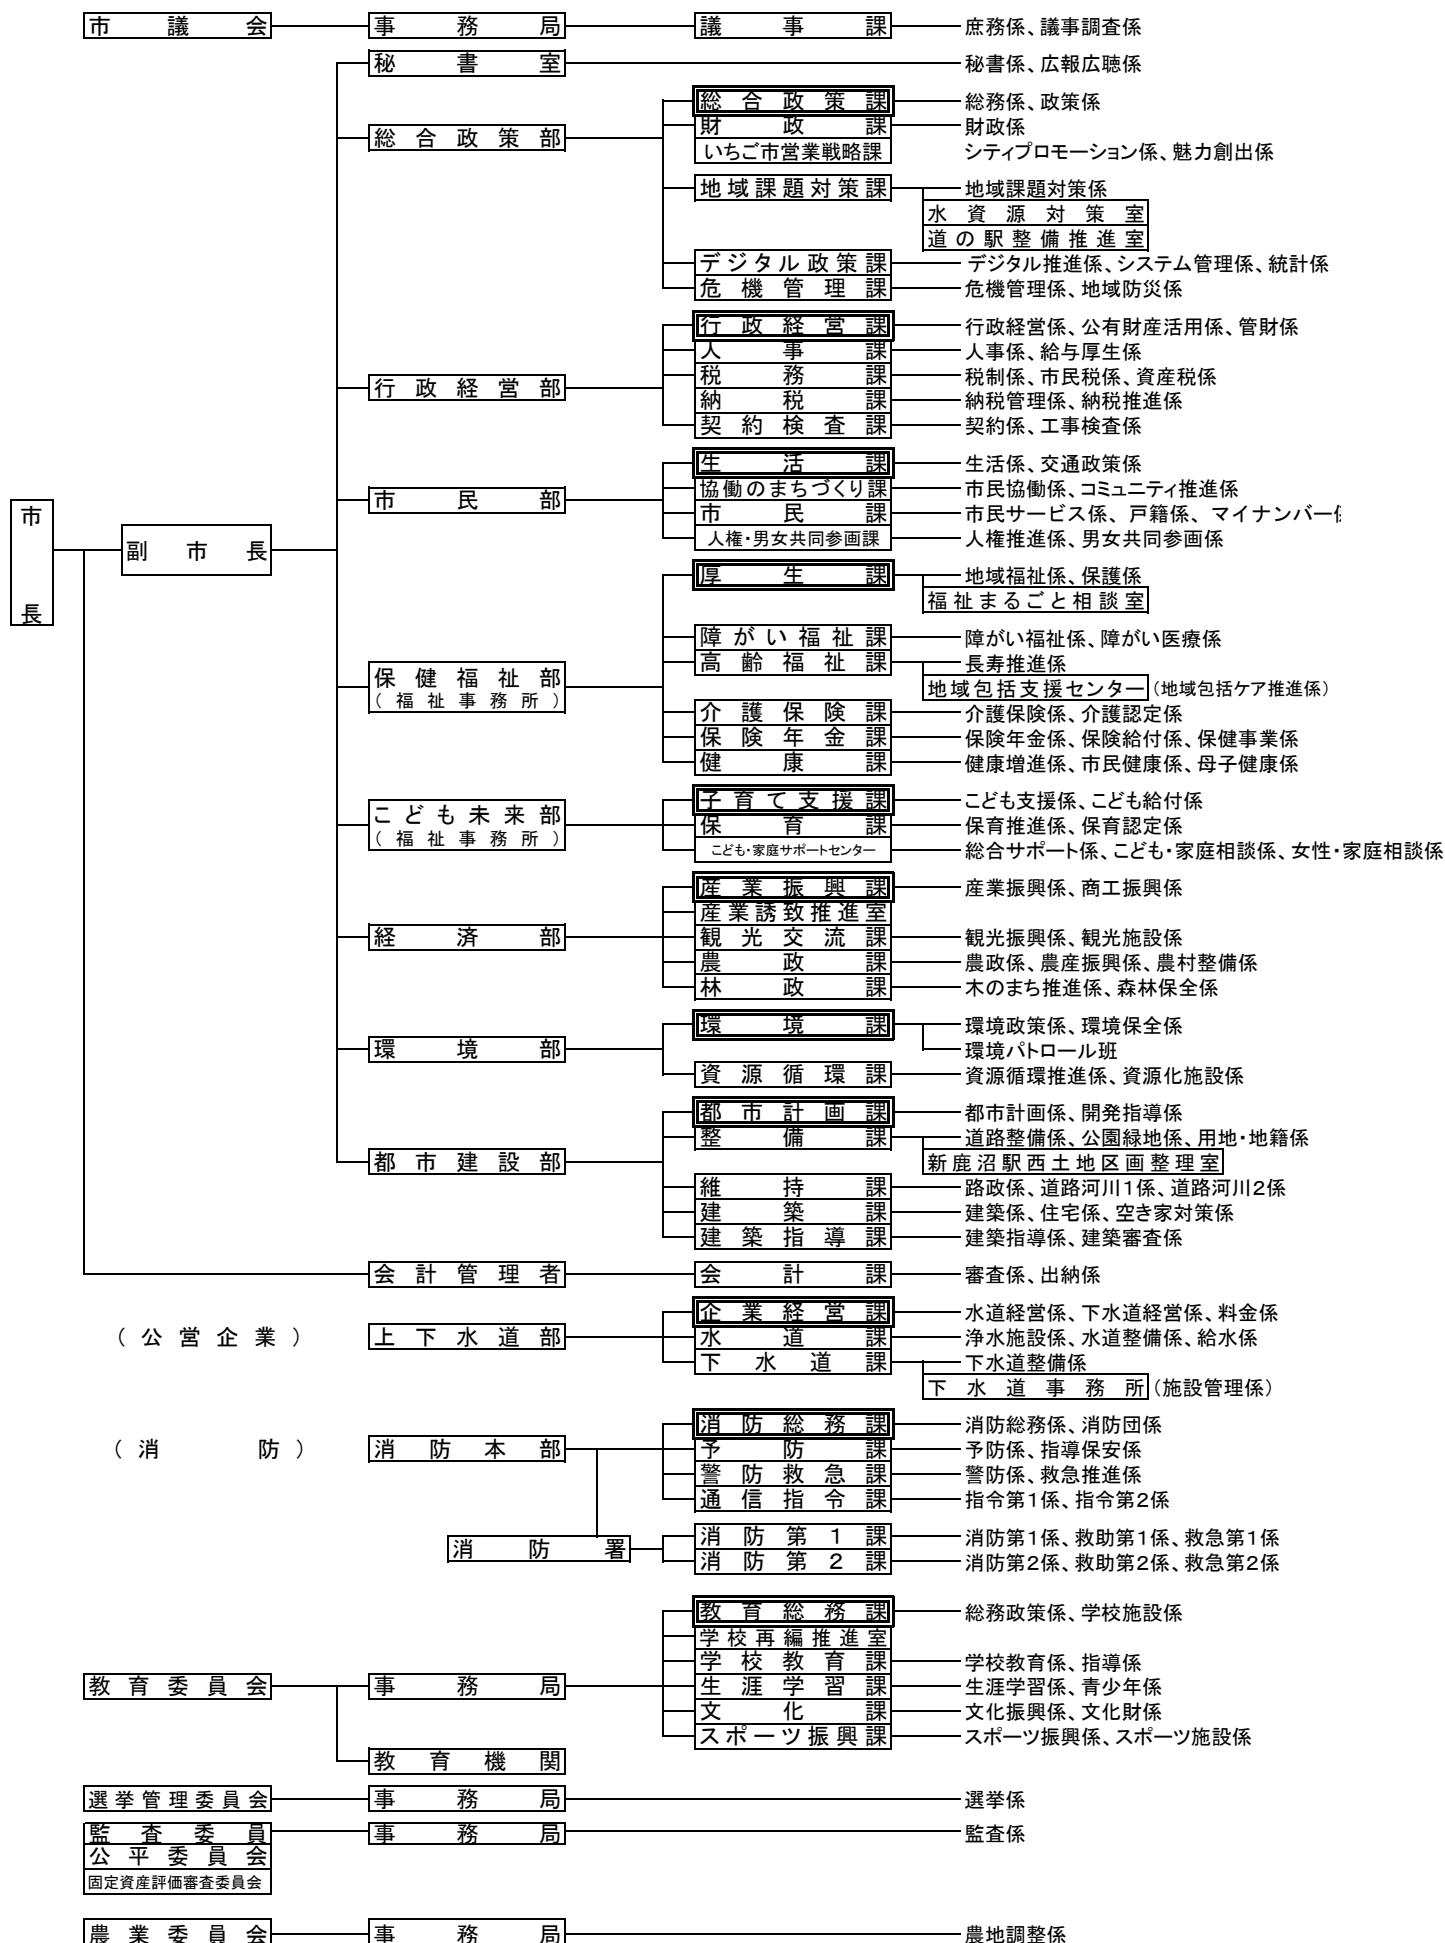 市議会 事務局 議事課 庶務係、議事調査係
秘書室 秘書係、広報広聴係
総合政策課 総務係、政策係
財政課 財政係
総合政策部
いちご市営業戦略課 シティプロモーション係、魅力創出係
地域課題対策課 地域課題対策係
水資源対策室
道の駅整備推進室
デジタル政策課 デジタル推進係、システム管理係、統計係
危機管理課 危機管理係、地域防災係
行政経営課 行政経営係、公有財産活用係、管財係
人事課 人事係、給与厚生係
税務課 税制係、市民税係、資産税係
行政経営部
納税課 納税管理係、納税推進係
契約検査課 契約係、工事検査係
生活課 生活係、交通政策係
協働のまちづくり課 市民協働係、コミュニティ推進係
市民部
市民課 市民サービス係、戸籍係、マイナンバー
人権・男女共同参画課 人権推進係、男女共同参画係
市長
副市長
厚生課 地域福祉係、保護係
福祉まるごと相談室
障がい福祉課 障がい福祉係、障がい医療係
高齢福祉課 長寿推進係
保健福祉部
(福祉事務所)
地域包括支援センター(地域包括ケア推進係)
介護保険課 介護保険係、介護認定係
保険年金課 保険年金係、保険給付係、保健事業係
健康課 健康増進係、市民健康係、母子健康係
子育て支援課 こども支援係、こども給付係
こども未来部
(福祉事務所)
保育課 保育推進係、保育認定係
こども・家庭サポートセンター 総合サポート係、こども・家庭相談係、女性・家庭相談係
産業振興課 産業振興係、商工振興係
産業誘致推進室
経済部
観光交流課 観光振興係、観光施設係
農政課 農政係、農産振興係、農村整備係
林政課 木のまち推進係、森林保全係
環境課 環境政策係、環境保全係
環境部
環境パトロール班
資源循環課 資源循環推進係、資源化施設係
都市計画課 都市計画係、開発指導係
整備課 道路整備係、公園緑地係、用地・地籍係
都市建設部
新鹿沼駅西土地区画整理室
維持課 路政係、道路河川1係、道路河川2係
建築課 建築係、住宅係、空き家対策係
建築指導課 建築指導係、建築審査係
会計管理者 会計課 審査係、出納係
企業経営課 水道経営係、下水道経営係、料金係
(公営企業) 上下水道部 水道課 浄水施設係、水道整備係、給水係
下水道課 下水道整備係
下水道事務所(施設管理係)
消防総務課 消防総務係、消防団係
(消防) 消防本部 予防課 予防係、指導保安係
警防救急課 警防係、救急推進係
通信指令課 指令第1係、指令第2係
消防署
消防第1課 消防第1係、救助第1係、救急第1係
消防第2課 消防第2係、救助第2係、救急第2係
教育総務課 総務政策係、学校施設係
学校再編推進室
学校教育課 学校教育係、指導係
教育委員会 事務局 生涯学習課 生涯学習係、青少年係
文化課 文化振興係、文化財係
スポーツ振興課 スポーツ振興係、スポーツ施設係
教育機関
選挙管理委員会 事務局 選挙係
監査委員 事務局 監査係
公平委員会
固定資産評価審査委員会
農業委員会 事務局 農地調整係